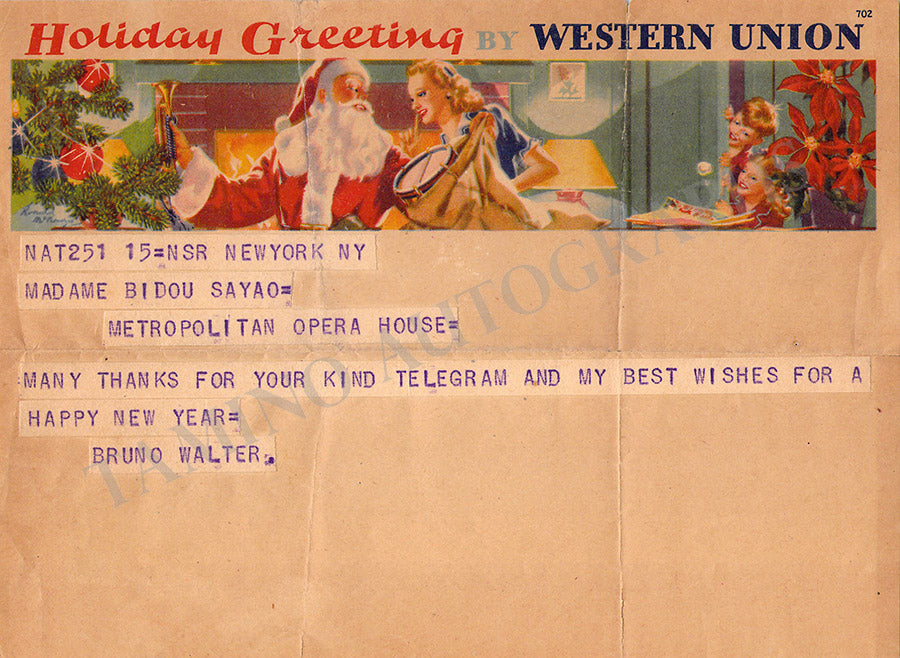 702
Holiday Greeting BY WESTERN UNION
NAT251 15=NSR NEWYORK NY
MADAME BIDOU SAYAO=
METROPOLITAN OPERA HOUSE=
MANY THANKS FOR YOUR KIND TELEGRAM AND MY BEST WISHES FOR A
HAPPY NEW YEAR=
BRUNO WALTER.
TAMINO AUTOGRAPHS